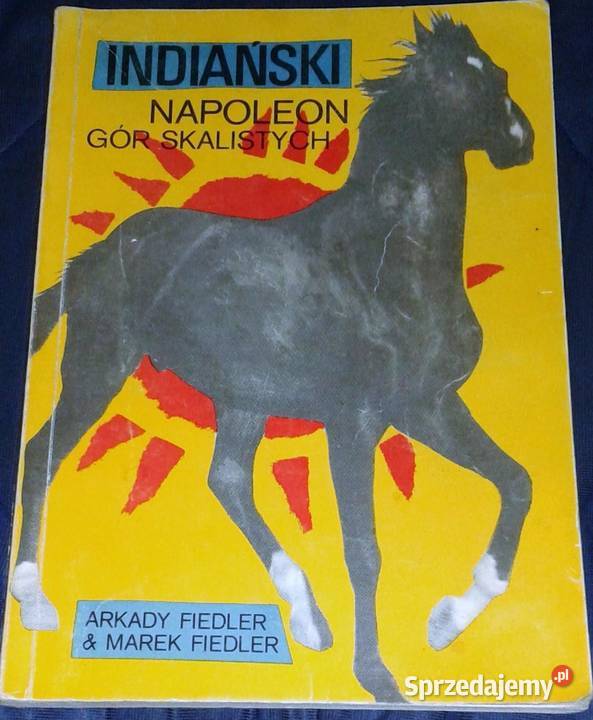 INDIAŃSKI
NAPOLEON
GÓR SKALISTYCH
ARKADY FIEDLER
& MAREK FIEDLER
Sprzedajemy.pl